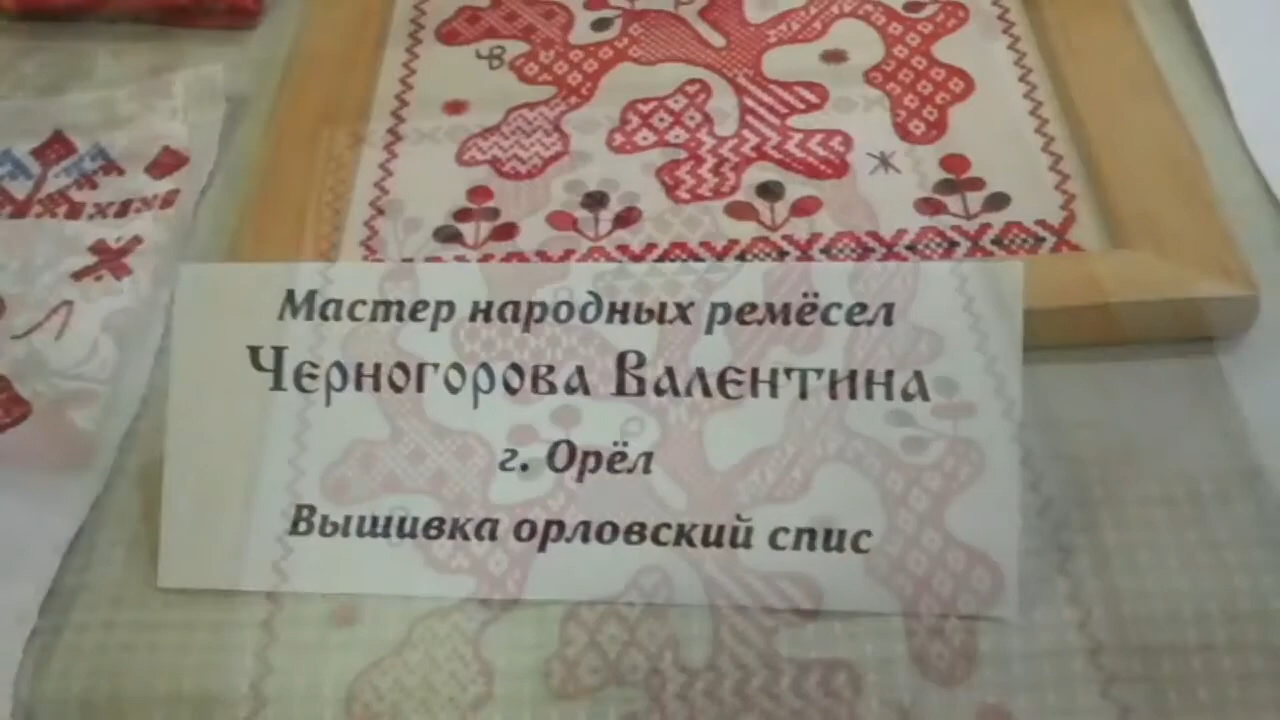 В
Ж
Мастер народных ремёсел
Черногорова Валентина
г. Орёл
Вышивка орловский спис